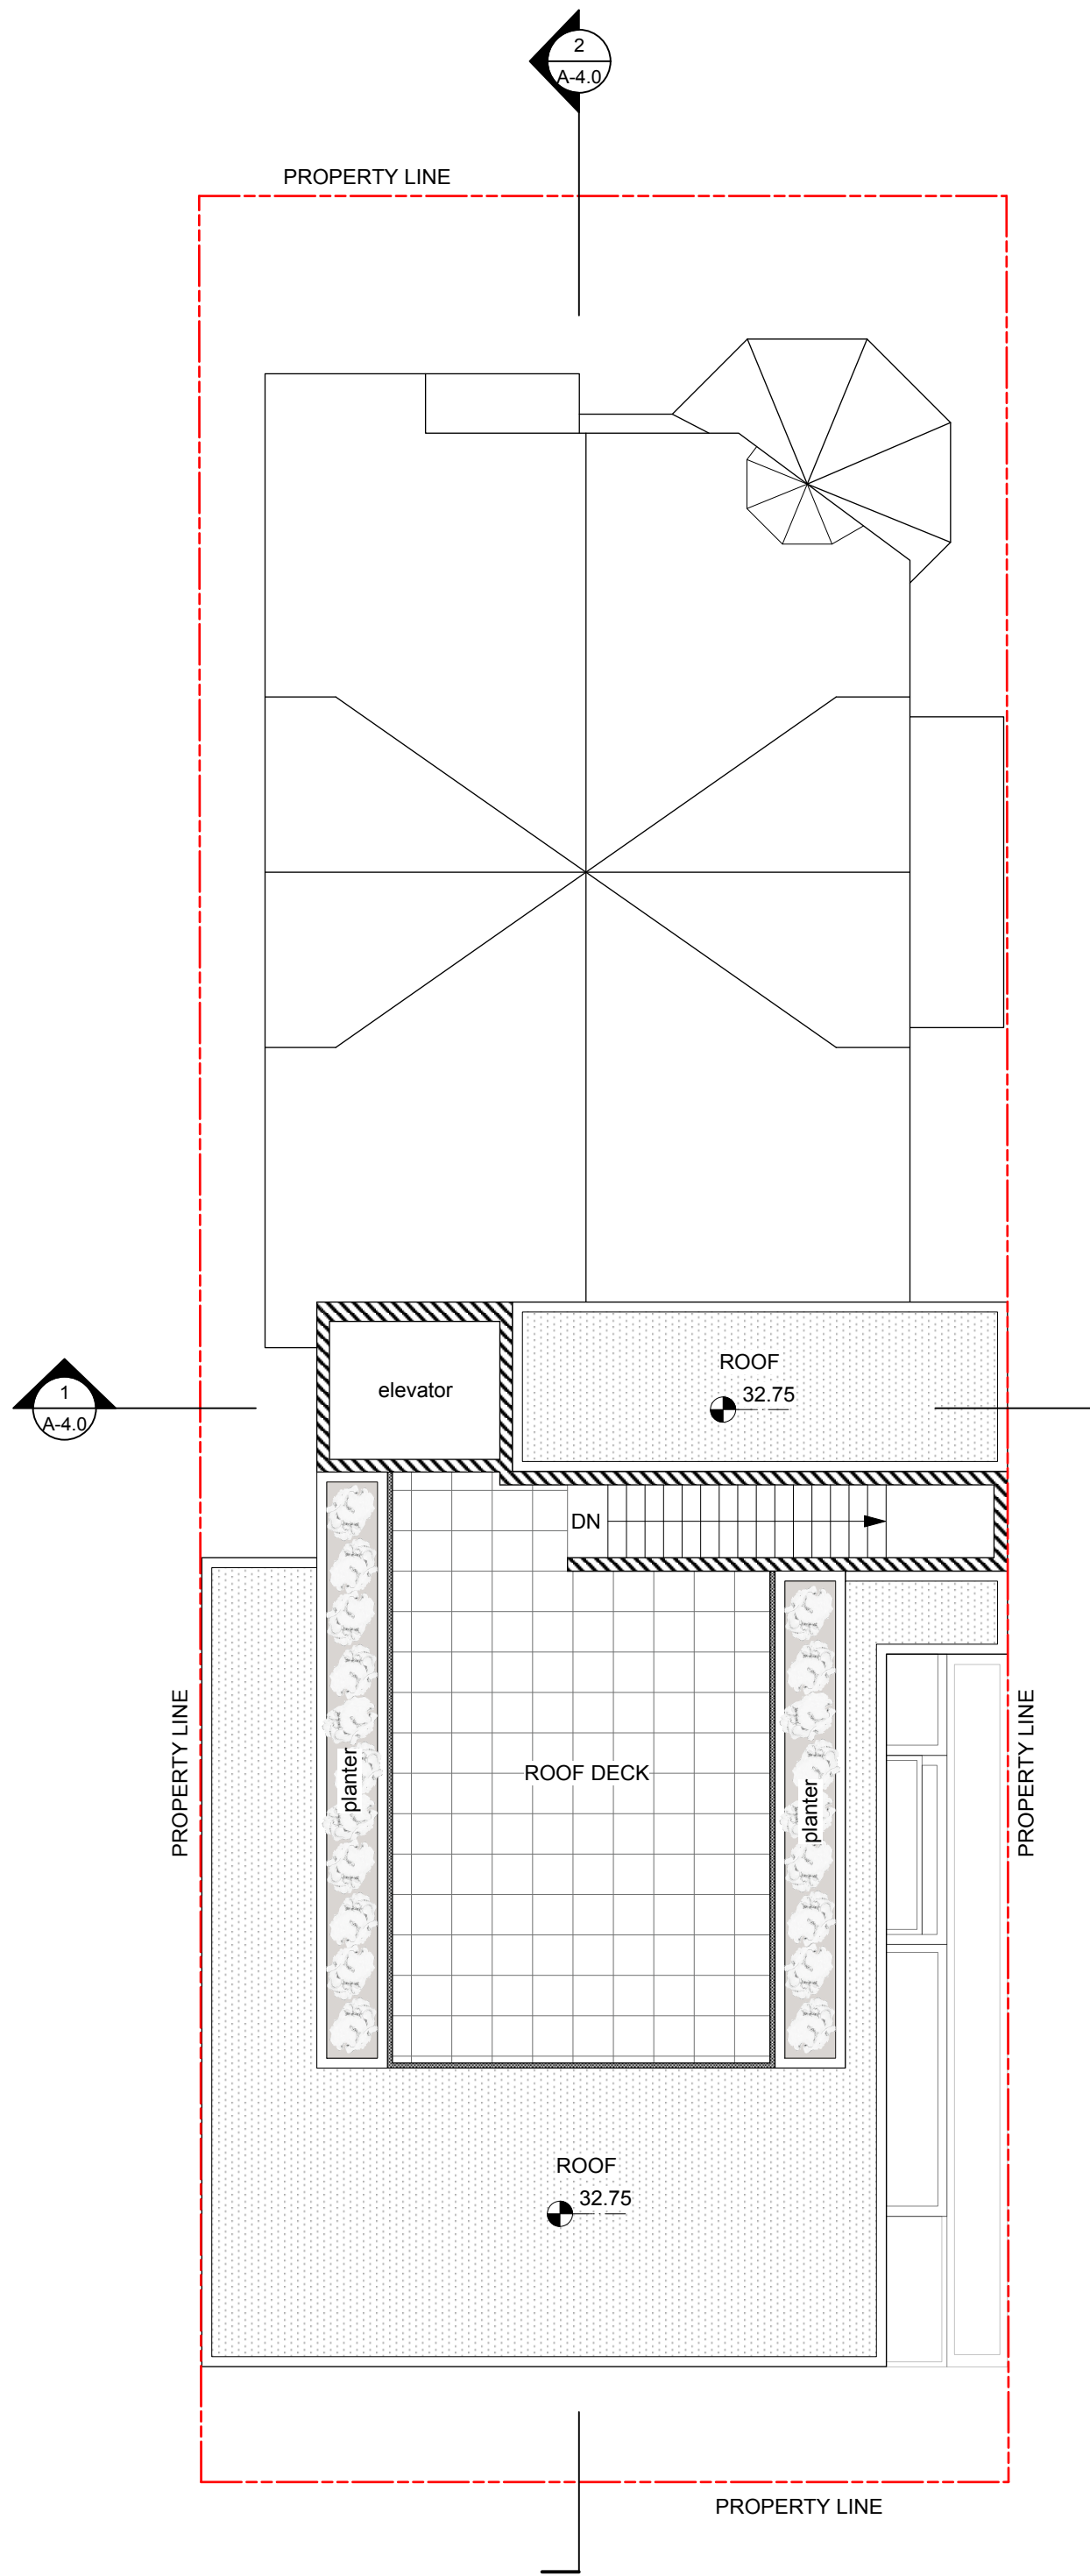 2
A-4.0
PROPERTY LINE
elevator
ROOF
32.75
1
A-4.0
DN
PROPERTY LINE
planter
ROOF DECK
planter
PROPERTY LINE
ROOF
32.75
PROPERTY LINE